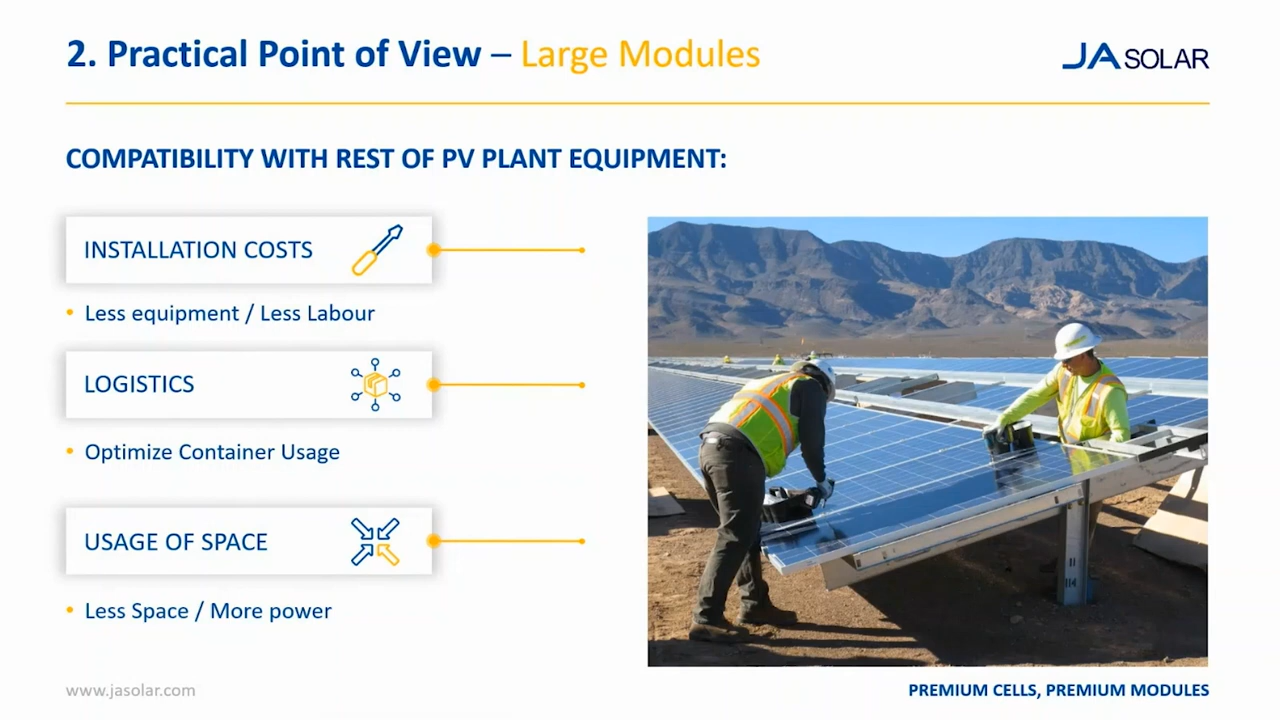 2. Practical Point of View – Large Modules
JA SOLAR
COMPATIBILITY WITH REST OF PV PLANT EQUIPMENT:
INSTALLATION COSTS
• Less equipment / Less Labour
LOGISTICS
• Optimize Container Usage
USAGE OF SPACE
• Less Space / More power
www.jasolar.com
PREMIUM CELLS, PREMIUM MODULES